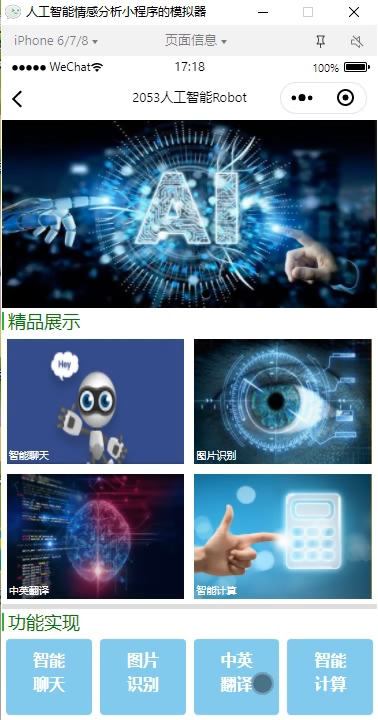 人工智能情感分析小程序的模拟器
iPhone 6/7/8 页面信息
WeChat 17:18 100%
2053人工智能Robot
AI
精品展示
Hey
智能聊天 图片识别
中英翻译 智能计算
功能实现
智能 图片 中英 智能
聊天 识别 翻译 计算